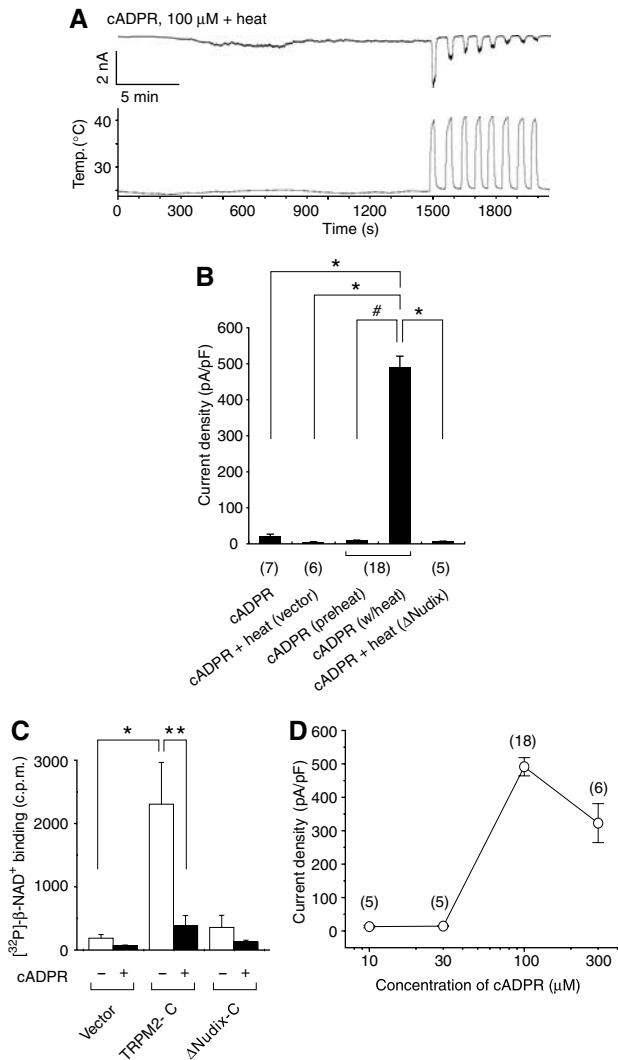 A
cADPR, 100 μM + heat
2 nA
5 min
Temp.(°C)
40
30
0 300 600 900 1200 1500 1800
Time (s)
B
* 
*
# *
Current density (pA/pF)
600
500
400
300
200
100
0
(7) (6) (18) (5)
cADPR
cADPR + heat (vector)
cADPR (preheat)
cADPR (w/heat)
cADPR + heat (ΔNudix)
C
* **
[³²P]-β-NAD⁺ binding (c.p.m.)
3000
2000
1000
0
cADPR − + − + − +
Vector
TRPM2- C
ΔNudix-C
D
Current density (pA/pF)
600
500
400
300
200
100
0
(5) (5) (18) (6)
10 30 100 300
Concentration of cADPR (μM)